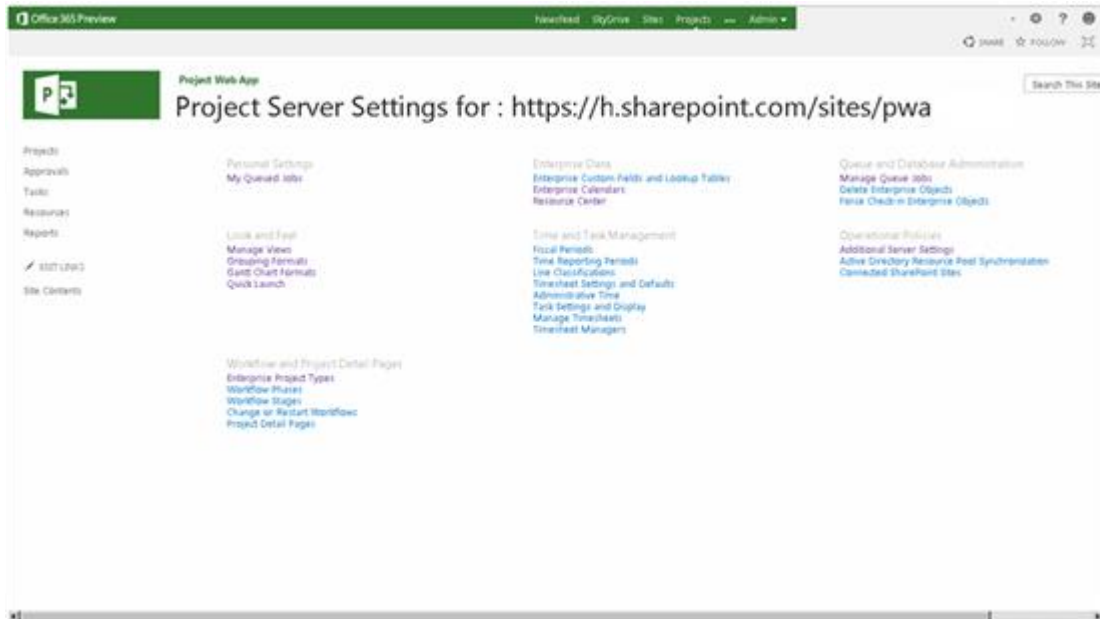 Office 365 Preview
Newsfeed SkyDrive Sites Projects ••• Admin
?
SHARE FOLLOW
P
Project Web App
Search This Site
Project Server Settings for : https://h.sharepoint.com/sites/pwa
Projects
Approvals
Tasks
Resources
Reports
EDIT LINKS
Site Contents
Personal Settings
My Queued Jobs
Enterprise Data
Enterprise Custom Fields and Lookup Tables
Enterprise Calendars
Resource Center
Queue and Database Administration
Manage Queue Jobs
Delete Enterprise Objects
Force Check-in Enterprise Objects
Look and Feel
Manage Views
Grouping Formats
Gantt Chart Formats
Quick Launch
Time and Task Management
Fiscal Periods
Time Reporting Periods
Line Classifications
Timesheet Settings and Defaults
Administrative Time
Task Settings and Display
Manage Timesheets
Timesheet Managers
Operational Policies
Additional Server Settings
Active Directory Resource Pool Synchronization
Connected SharePoint Sites
Workflow and Project Detail Pages
Enterprise Project Types
Workflow Phases
Workflow Stages
Change or Restart Workflows
Project Detail Pages